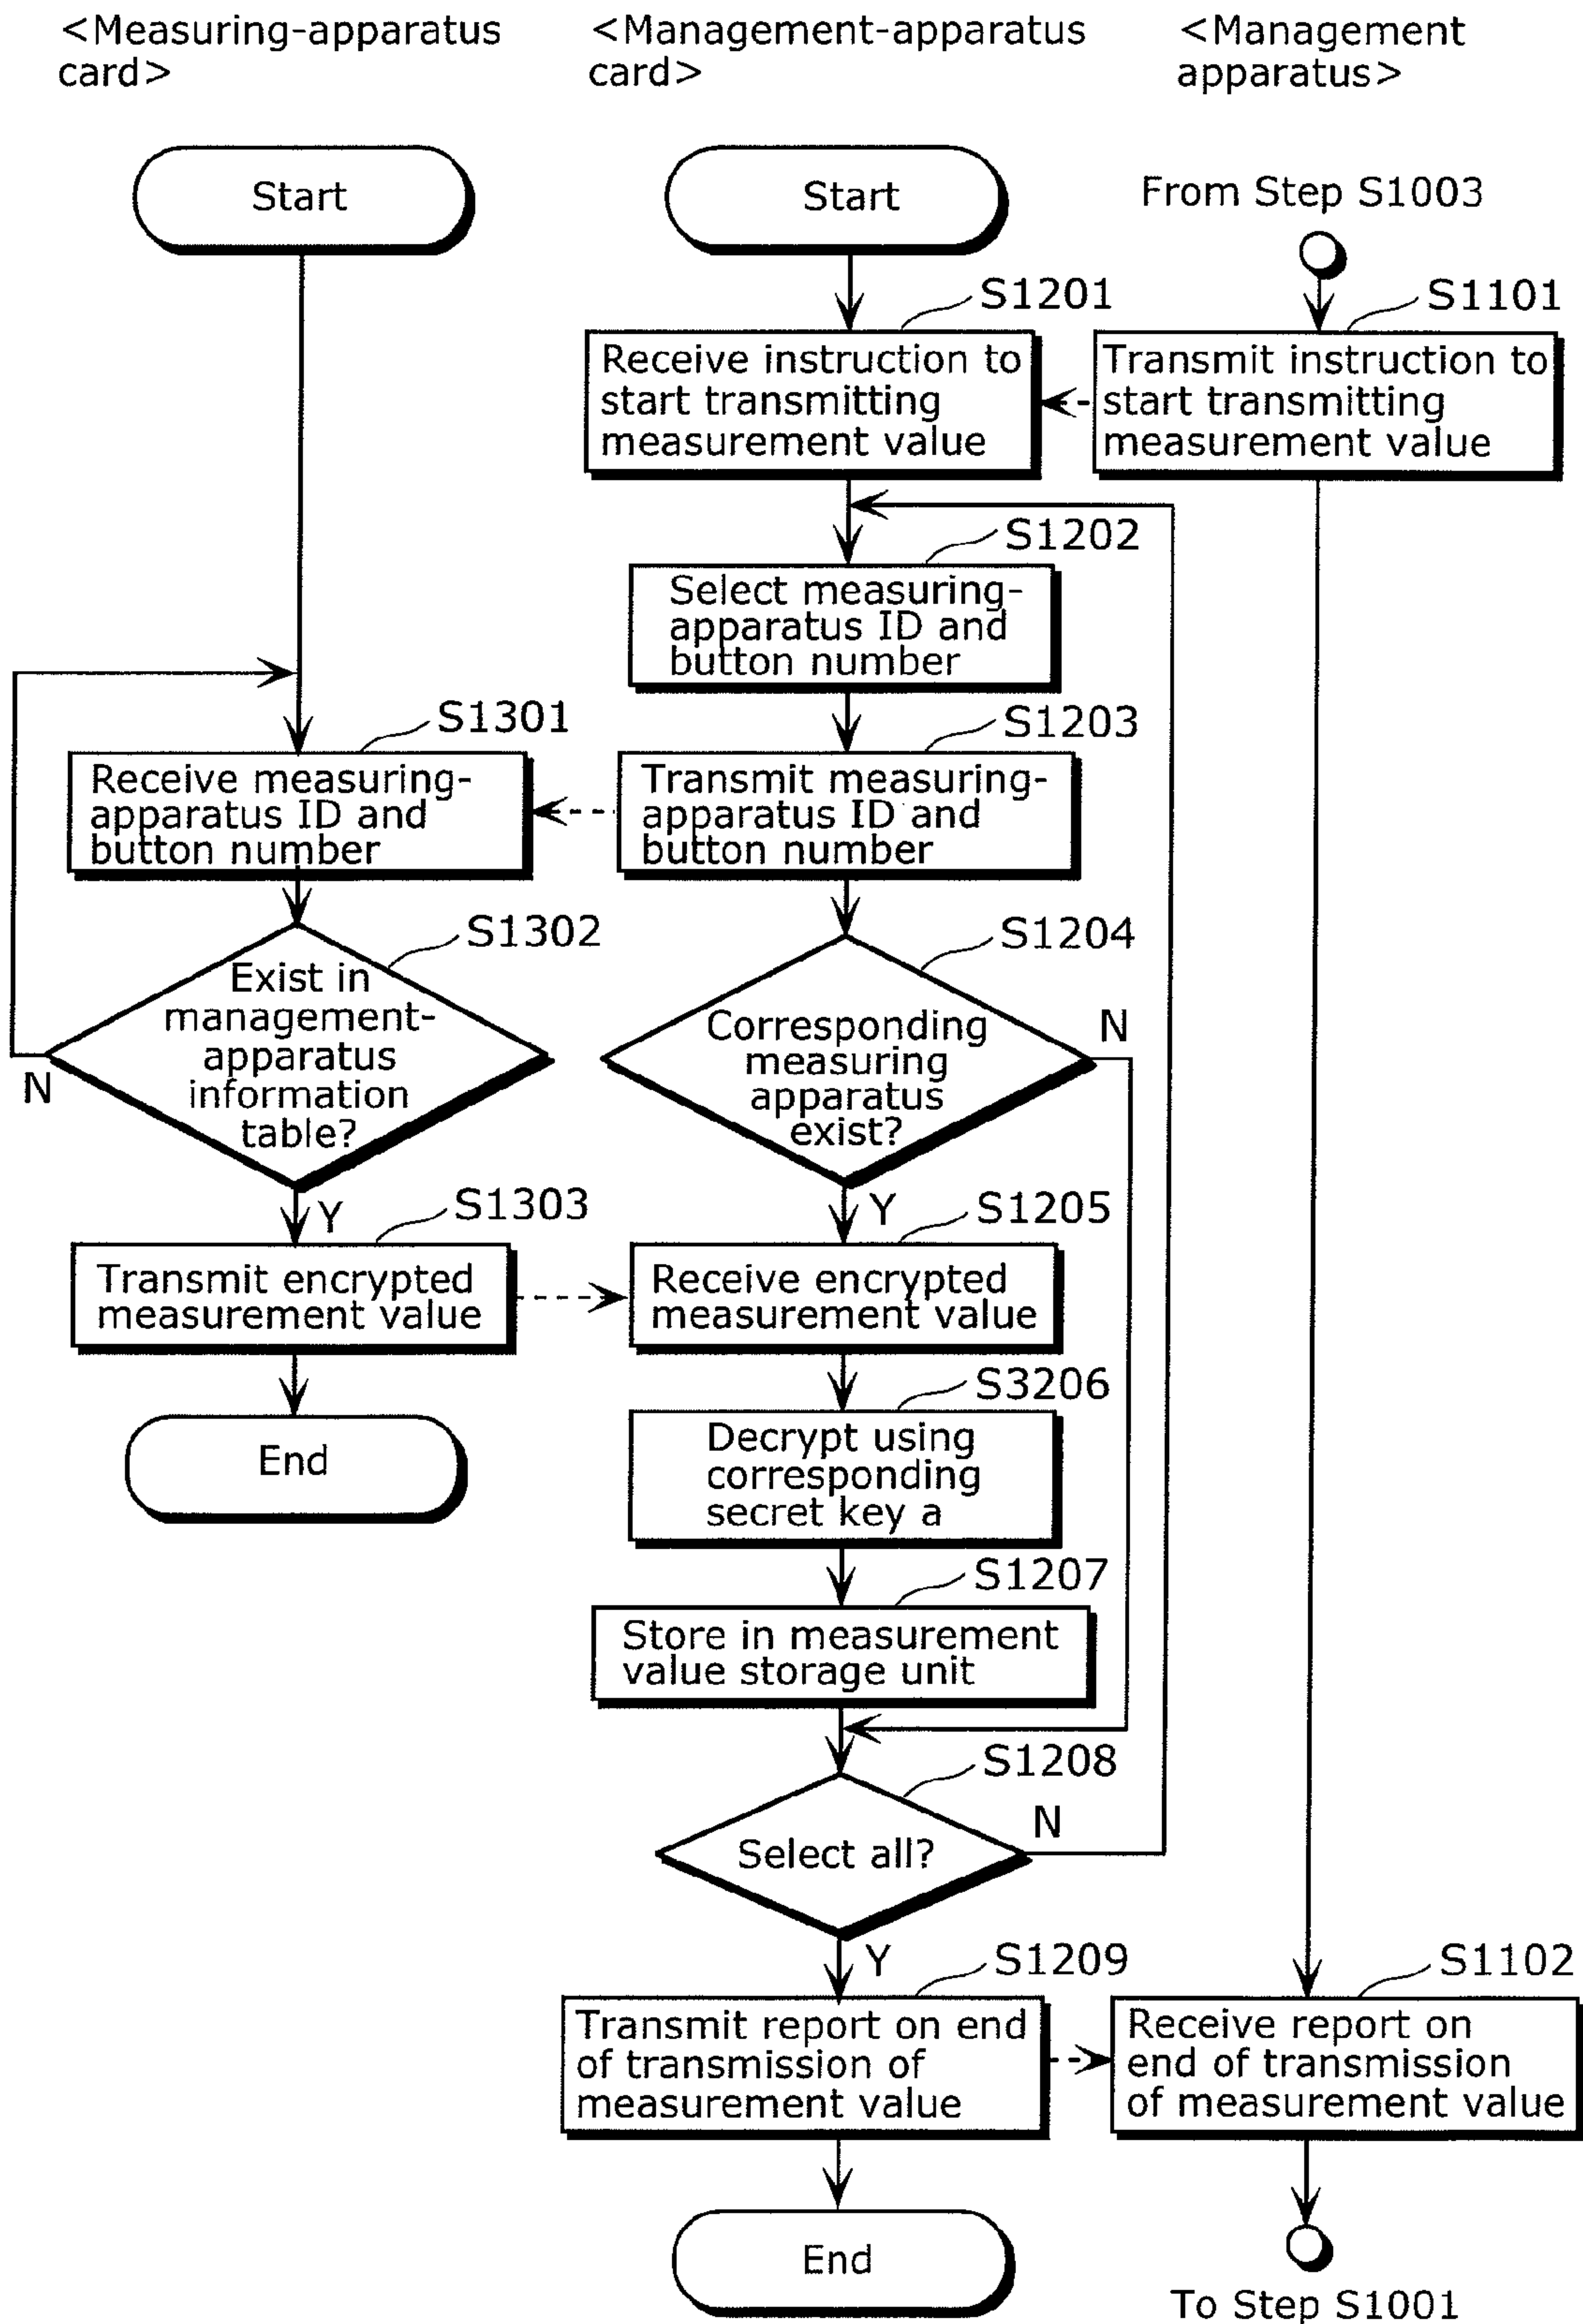 <Measuring-apparatus
card>
<Management-apparatus
card>
<Management
apparatus>
Start
Start
From Step S1003
S1201
Receive instruction to
start transmitting
measurement value
S1101
Transmit instruction to
start transmitting
measurement value
S1202
Select measuring-
apparatus ID and
button number
S1301
Receive measuring-
apparatus ID and
button number
S1203
Transmit measuring-
apparatus ID and
button number
S1302
Exist in
management-
apparatus
information
table?
N
Y
S1204
Corresponding
measuring
apparatus
exist?
N
Y
S1303
Transmit encrypted
measurement value
S1205
Receive encrypted
measurement value
End
S3206
Decrypt using
corresponding
secret key a
S1207
Store in measurement
value storage unit
S1208
Select all?
N
Y
S1209
Transmit report on end
of transmission of
measurement value
S1102
Receive report on
end of transmission
of measurement value
End
To Step S1001